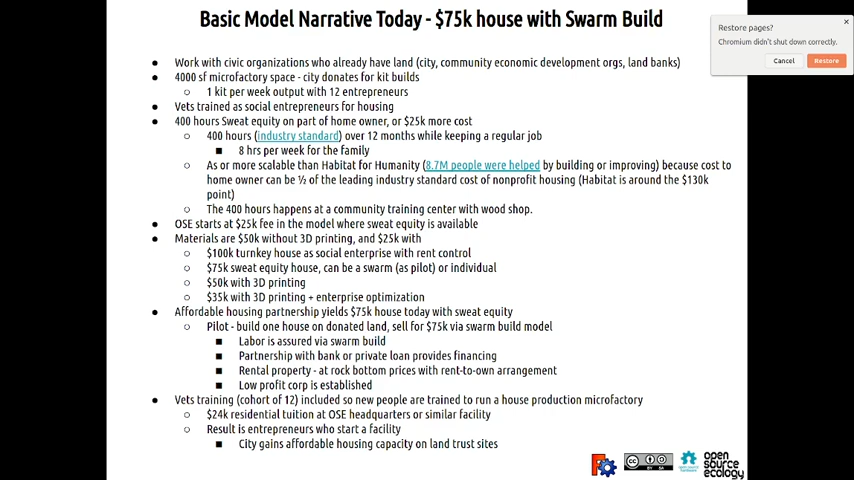 Basic Model Narrative Today - $75k house with Swarm Build
Restore pages?
Chromium didn't shut down correctly.
Cancel
Restore
● Work with civic organizations who already have land (city, community economic development orgs, land banks)
● 4000 sf microfactory space - city donates for kit builds
○ 1 kit per week output with 12 entrepreneurs
● Vets trained as social entrepreneurs for housing
● 400 hours Sweat equity on part of home owner, or $25k more cost
○ 400 hours (industry standard) over 12 months while keeping a regular job
■ 8 hrs per week for the family
○ As or more scalable than Habitat for Humanity (8.7M people were helped by building or improving) because cost to
home owner can be ½ of the leading industry standard cost of nonprofit housing (Habitat is around the $130k
point)
○ The 400 hours happens at a community training center with wood shop.
● OSE starts at $25k fee in the model where sweat equity is available
● Materials are $50k without 3D printing, and $25k with
○ $100k turnkey house as social enterprise with rent control
○ $75k sweat equity house, can be a swarm (as pilot) or individual
○ $50k with 3D printing
○ $35k with 3D printing + enterprise optimization
● Affordable housing partnership yields $75k house today with sweat equity
○ Pilot - build one house on donated land, sell for $75k via swarm build model
■ Labor is assured via swarm build
■ Partnership with bank or private loan provides financing
■ Rental property - at rock bottom prices with rent-to-own arrangement
■ Low profit corp is established
● Vets training (cohort of 12) included so new people are trained to run a house production microfactory
○ $24k residential tuition at OSE headquarters or similar facility
○ Result is entrepreneurs who start a facility
■ City gains affordable housing capacity on land trust sites
cc
BY SA
open
source
ecology